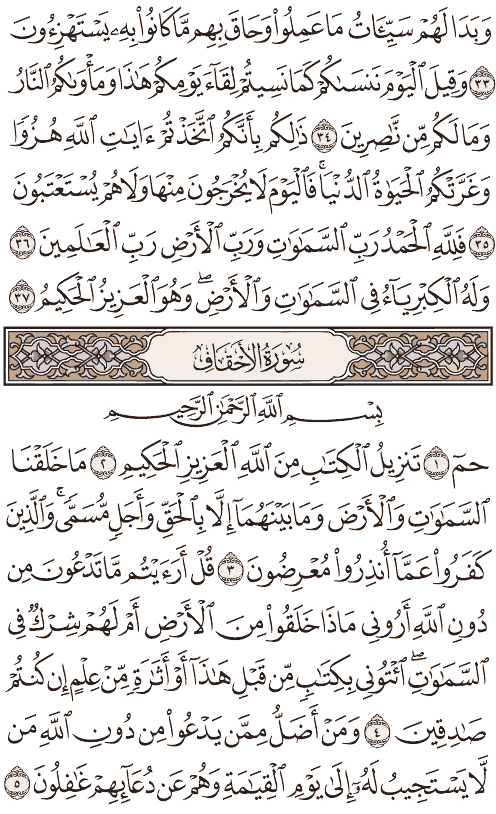 وَبَدَا لَهُمْ سَيِّـَٔاتُ مَا عَمِلُوا۟ وَحَاقَ بِهِم مَّا كَانُوا۟ بِهِۦ يَسْتَهْزِءُونَ
٣٣ وَقِيلَ ٱلْيَوْمَ نَنسَىٰكُمْ كَمَا نَسِيتُمْ لِقَآءَ يَوْمِكُمْ هَٰذَا وَمَأْوَىٰكُمُ ٱلنَّارُ
وَمَا لَكُم مِّن نَّٰصِرِينَ ٣٤ ذَٰلِكُم بِأَنَّكُمُ ٱتَّخَذْتُمْ ءَايَٰتِ ٱللَّهِ هُزُوًا
وَغَرَّتْكُمُ ٱلْحَيَوٰةُ ٱلدُّنْيَا ۚ فَٱلْيَوْمَ لَا يُخْرَجُونَ مِنْهَا وَلَا هُمْ يُسْتَعْتَبُونَ
٣٥ فَلِلَّهِ ٱلْحَمْدُ رَبِّ ٱلسَّمَٰوَٰتِ وَرَبِّ ٱلْأَرْضِ رَبِّ ٱلْعَٰلَمِينَ ٣٦
وَلَهُ ٱلْكِبْرِيَآءُ فِى ٱلسَّمَٰوَٰتِ وَٱلْأَرْضِ ۖ وَهُوَ ٱلْعَزِيزُ ٱلْحَكِيمُ ٣٧
سُورَةُ الْأَحْقَافِ
بِسْمِ ٱللَّهِ ٱلرَّحْمَٰنِ ٱلرَّحِيمِ
حمٓ ١ تَنزِيلُ ٱلْكِتَٰبِ مِنَ ٱللَّهِ ٱلْعَزِيزِ ٱلْحَكِيمِ ٢ مَا خَلَقْنَا
ٱلسَّمَٰوَٰتِ وَٱلْأَرْضَ وَمَا بَيْنَهُمَآ إِلَّا بِٱلْحَقِّ وَأَجَلٍ مُّسَمًّى ۚ وَٱلَّذِينَ
كَفَرُوا۟ عَمَّآ أُنذِرُوا۟ مُعْرِضُونَ ٣ قُلْ أَرَءَيْتُم مَّا تَدْعُونَ مِن
دُونِ ٱللَّهِ أَرُونِى مَاذَا خَلَقُوا۟ مِنَ ٱلْأَرْضِ أَمْ لَهُمْ شِرْكٌ فِى
ٱلسَّمَٰوَٰتِ ۖ ٱئْتُونِى بِكِتَٰبٍ مِّن قَبْلِ هَٰذَآ أَوْ أَثَٰرَةٍ مِّنْ عِلْمٍ إِن كُنتُمْ
صَٰدِقِينَ ٤ وَمَنْ أَضَلُّ مِمَّن يَدْعُوا۟ مِن دُونِ ٱللَّهِ مَن
لَّا يَسْتَجِيبُ لَهُۥٓ إِلَىٰ يَوْمِ ٱلْقِيَٰمَةِ وَهُمْ عَن دُعَآئِهِمْ غَٰفِلُونَ ٥